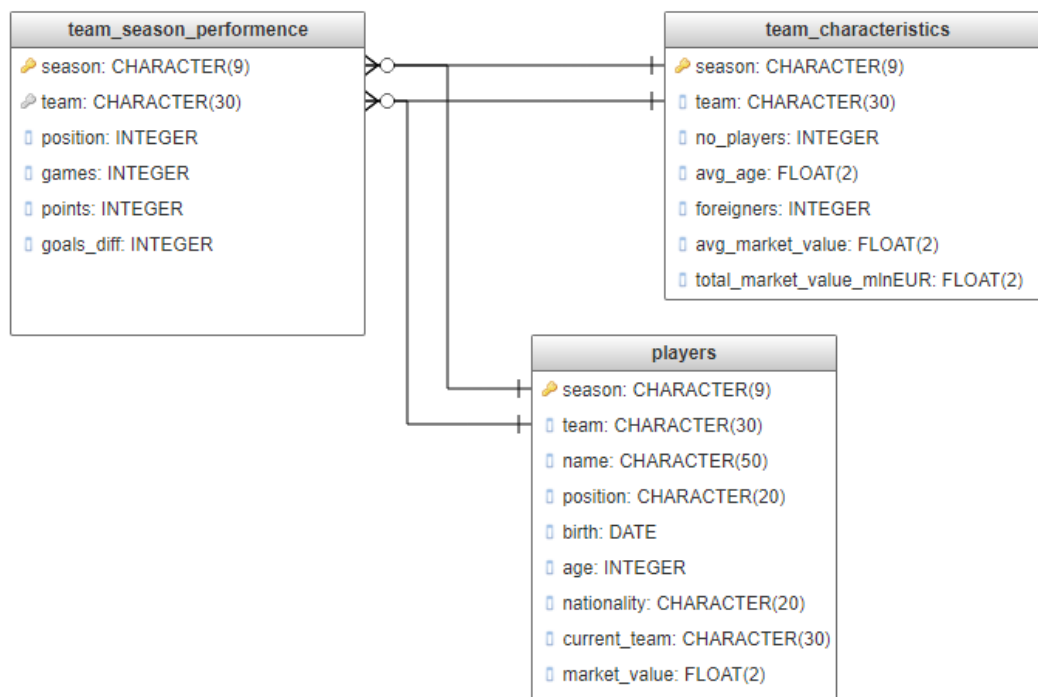 team_season_performence
season: CHARACTER(9)
team: CHARACTER(30)
position: INTEGER
games: INTEGER
points: INTEGER
goals_diff: INTEGER
team_characteristics
season: CHARACTER(9)
team: CHARACTER(30)
no_players: INTEGER
avg_age: FLOAT(2)
foreigners: INTEGER
avg_market_value: FLOAT(2)
total_market_value_mlnEUR: FLOAT(2)
players
season: CHARACTER(9)
team: CHARACTER(30)
name: CHARACTER(50)
position: CHARACTER(20)
birth: DATE
age: INTEGER
nationality: CHARACTER(20)
current_team: CHARACTER(30)
market_value: FLOAT(2)